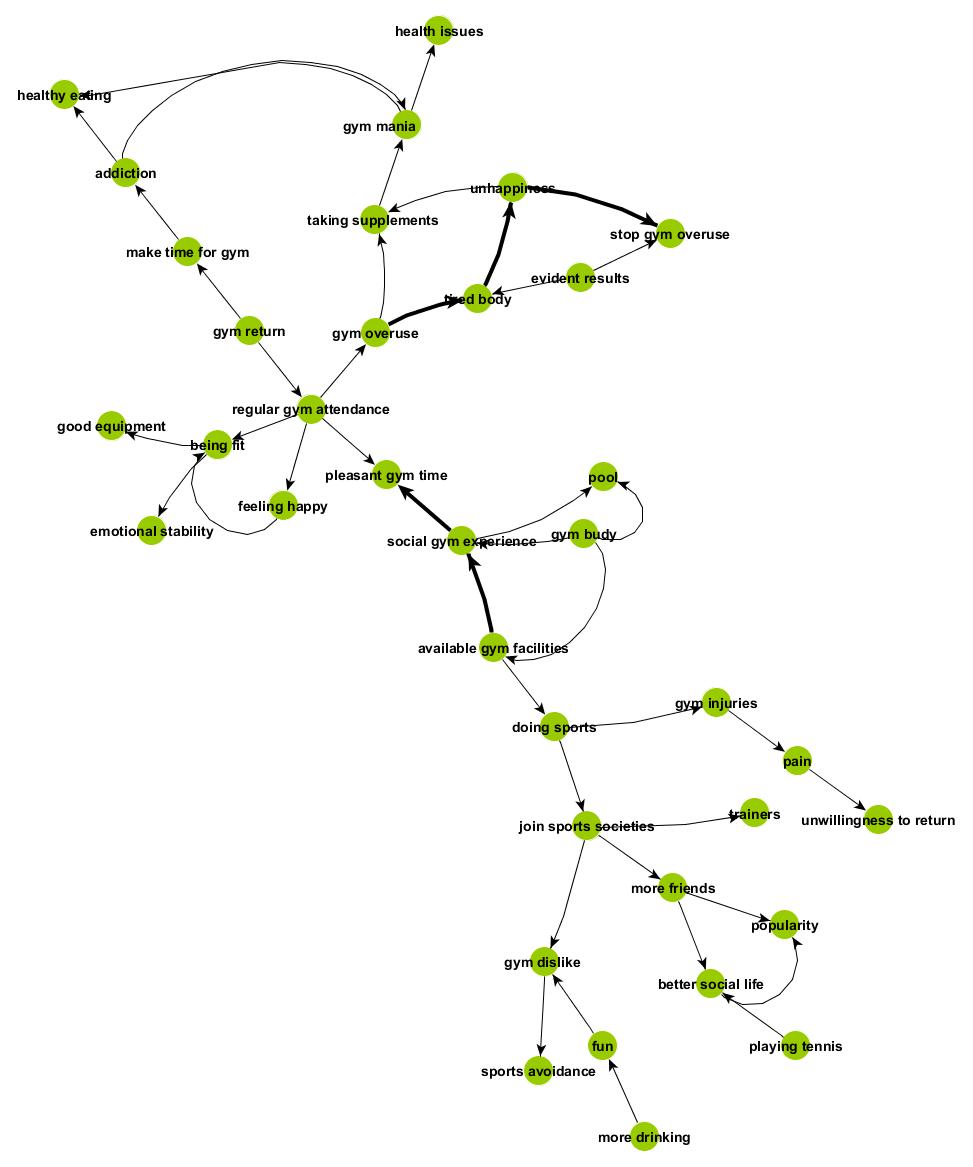 health issues
healthy eating
gym mania
addiction
unhappiness
taking supplements
stop gym overuse
make time for gym
evident results
tired body
gym return
gym overuse
regular gym attendance
good equipment
being fit
pleasant gym time
pool
feeling happy
emotional stability
gym budy
social gym experience
available gym facilities
gym injuries
doing sports
pain
trainers
unwillingness to return
join sports societies
more friends
popularity
gym dislike
better social life
fun
playing tennis
sports avoidance
more drinking